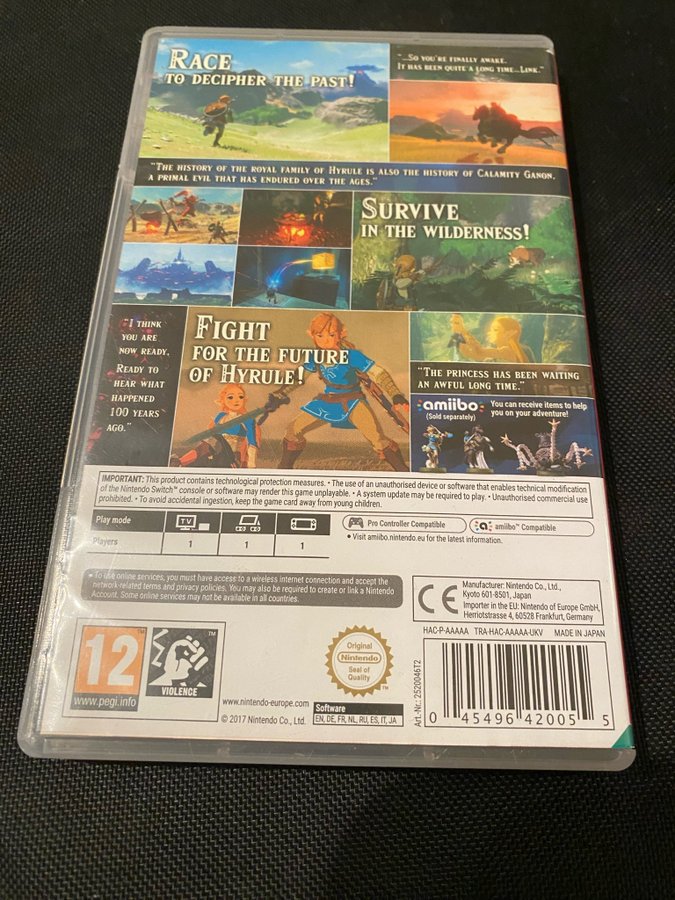 RACE
TO DECIPHER THE PAST!
"...SO YOU'RE FINALLY AWAKE.
IT HAS BEEN QUITE A LONG TIME...LINK."
"THE HISTORY OF THE ROYAL FAMILY OF HYRULE IS ALSO THE HISTORY OF CALAMITY GANON,
A PRIMAL EVIL THAT HAS ENDURED OVER THE AGES."
SURVIVE
IN THE WILDERNESS!
"I THINK
YOU ARE
NOW READY.
READY TO
HEAR WHAT
HAPPENED
100 YEARS
AGO."
FIGHT
FOR THE FUTURE
OF HYRULE!
"THE PRINCESS HAS BEEN WAITING
AN AWFUL LONG TIME."
amiibo
(Sold separately)
You can receive items to help
you on your adventure!
IMPORTANT: This product contains technological protection measures. • The use of an unauthorised device or software that enables technical modification
of the Nintendo Switch™ console or software may render this game unplayable. • A system update may be required to play. • Unauthorised commercial use
prohibited. • To avoid accidental ingestion, keep the game card away from young children.
Play mode
TV
Players
1
1
1
Pro Controller Compatible
a
amiibo™ Compatible
• Visit amiibo.nintendo.eu for the latest information.
• To use online services, you must have access to a wireless internet connection and accept the
network-related terms and privacy policies. You may also be required to create or link a Nintendo
Account. Some online services may not be available in all countries.
CE
Manufacturer: Nintendo Co., Ltd.,
Kyoto 601-8501, Japan
Importer in the EU: Nintendo of Europe GmbH,
Herriotstrasse 4, 60528 Frankfurt, Germany
HAC-P-AAAAA TRA-HAC-AAAAA-UKV MADE IN JAPAN
12
™
www.pegi.info
™
VIOLENCE
Original
Nintendo
Seal of
Quality
™
www.nintendo-europe.com
© 2017 Nintendo Co., Ltd.
Software
EN, DE, FR, NL, RU, ES, IT, JA
Art.-Nr.: 2520046T2
0 45496 42005 5